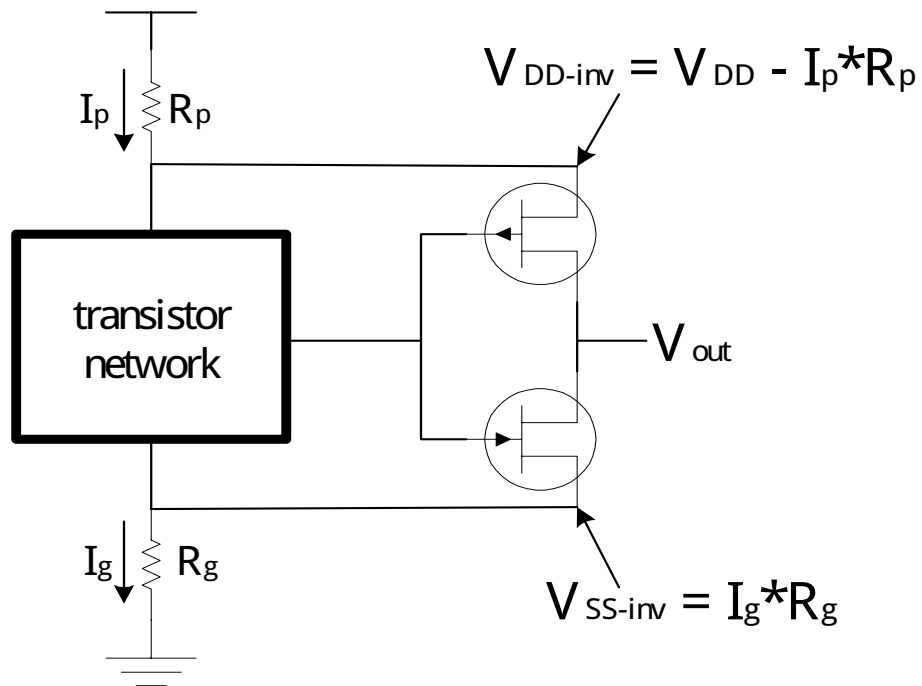 V DD-inv = V DD - Ip*Rp
Ip
Rp
transistor
network
V out
Ig
Rg
V SS-inv = Ig*Rg